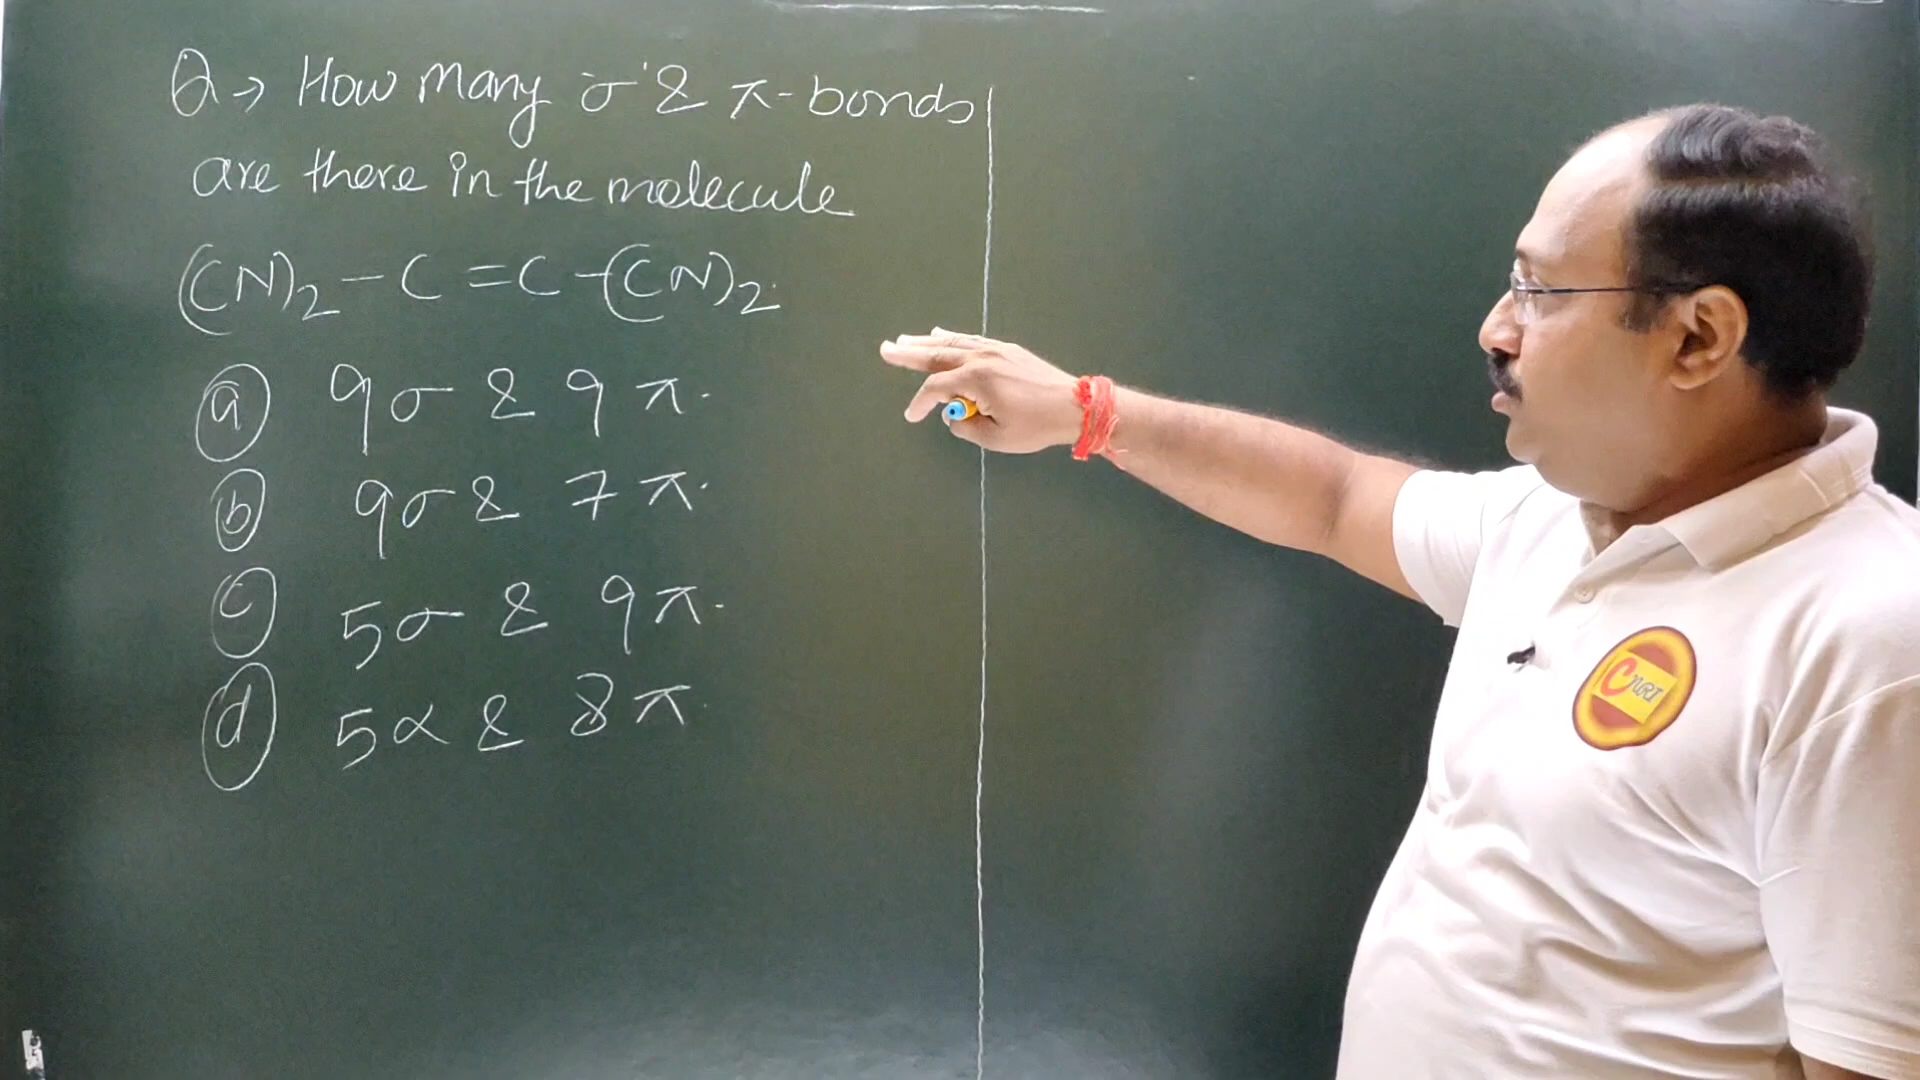 Q→ How many σ & π-bonds
are there in the molecule
(CN)₂-C=C-(CN)₂
(a) 9σ & 9π.
(b) 9σ & 7π.
(c) 5σ & 9π.
(d) 5α & 8π.
CNRI